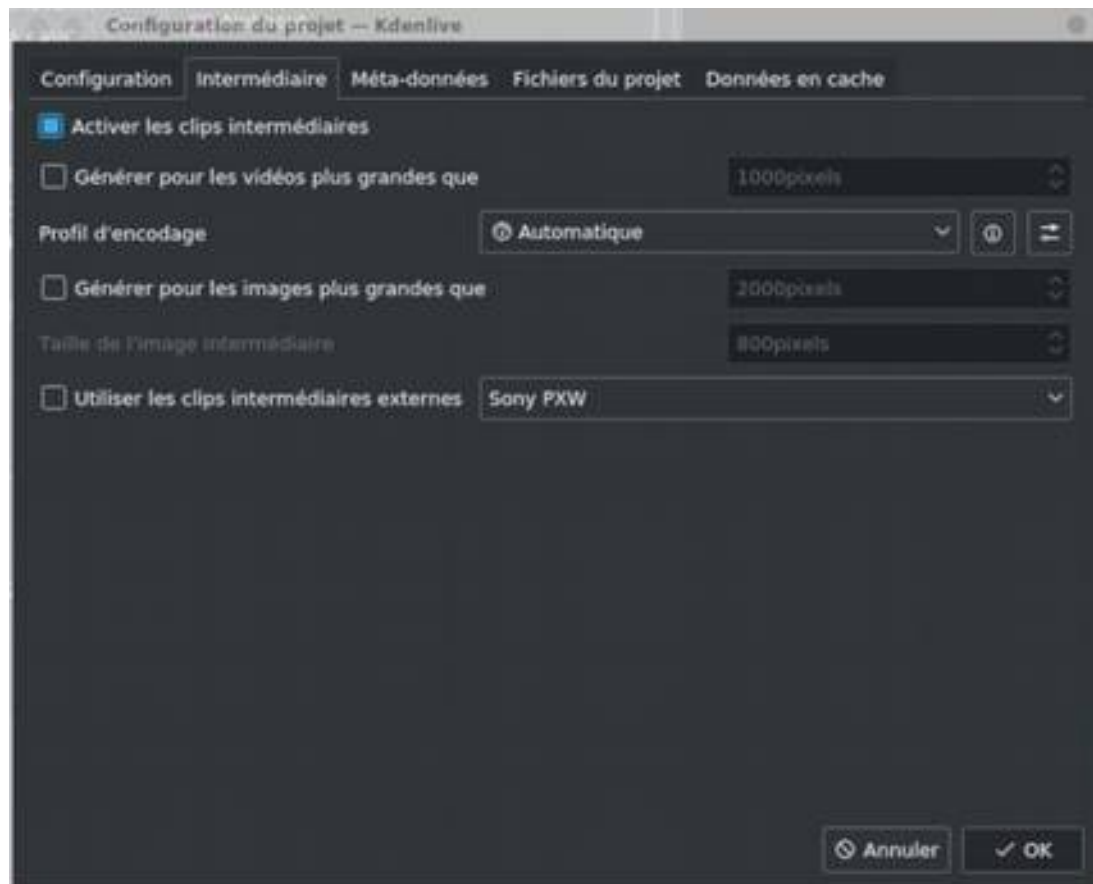 Configuration du projet — Kdenlive
Configuration Intermédiaire Méta-données Fichiers du projet Données en cache
Activer les clips intermédiaires
Générer pour les vidéos plus grandes que 1000pixels
Profil d'encodage Automatique
Générer pour les images plus grandes que 2000pixels
Taille de l'image intermédiaire 800pixels
Utiliser les clips intermédiaires externes Sony PXW
Annuler OK